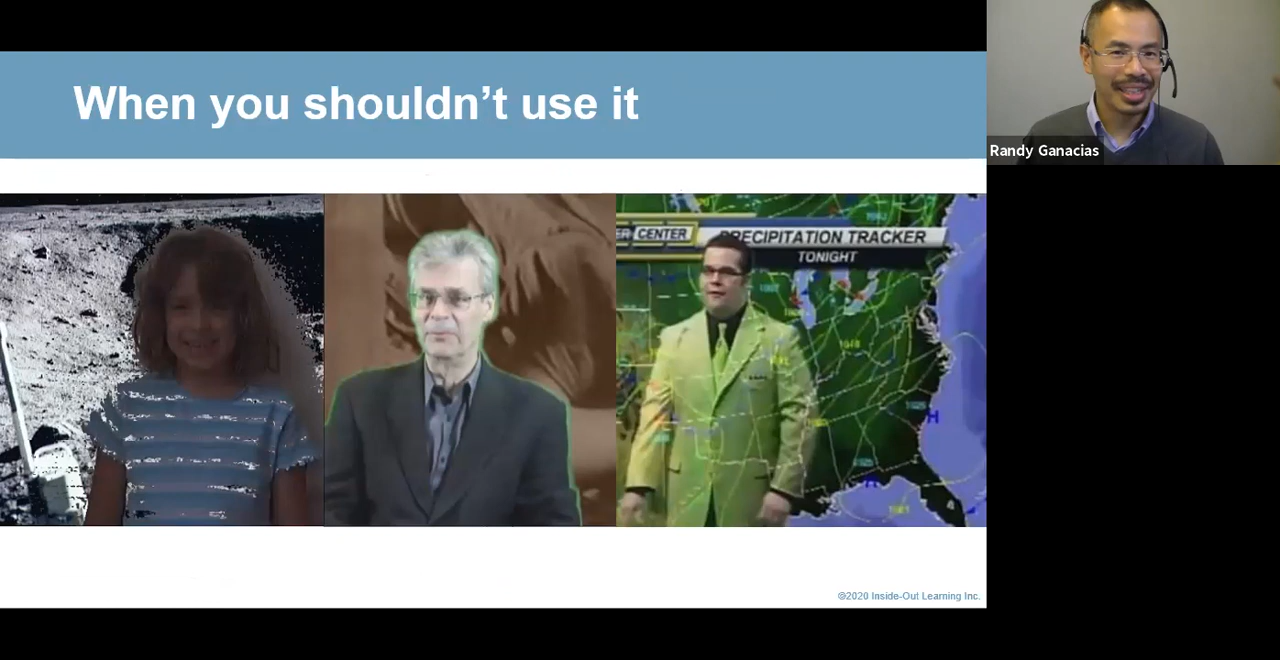 When you shouldn’t use it
Randy Ganacias
ER CENTER
PRECIPITATION TRACKER
TONIGHT
H
H
©2020 Inside-Out Learning Inc.